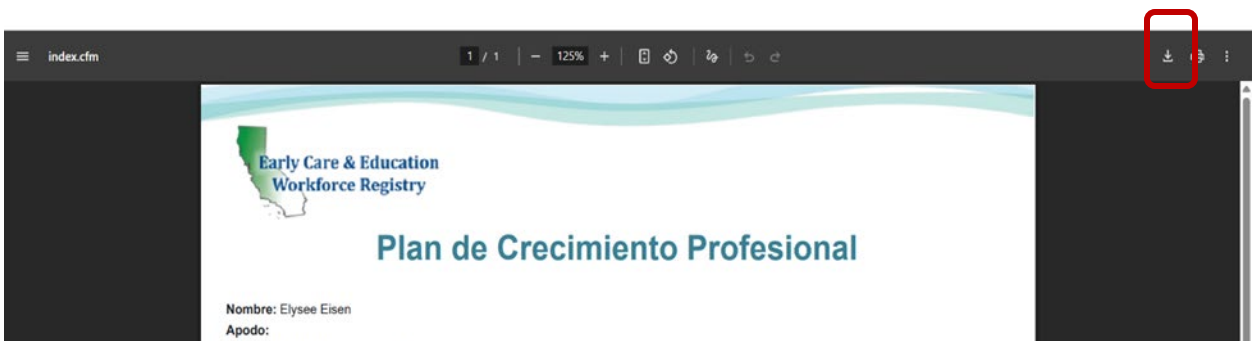 index.cfm
1 / 1
125%
Early Care & Education
Workforce Registry
Plan de Crecimiento Profesional
Nombre: Elysee Eisen
Apodo: